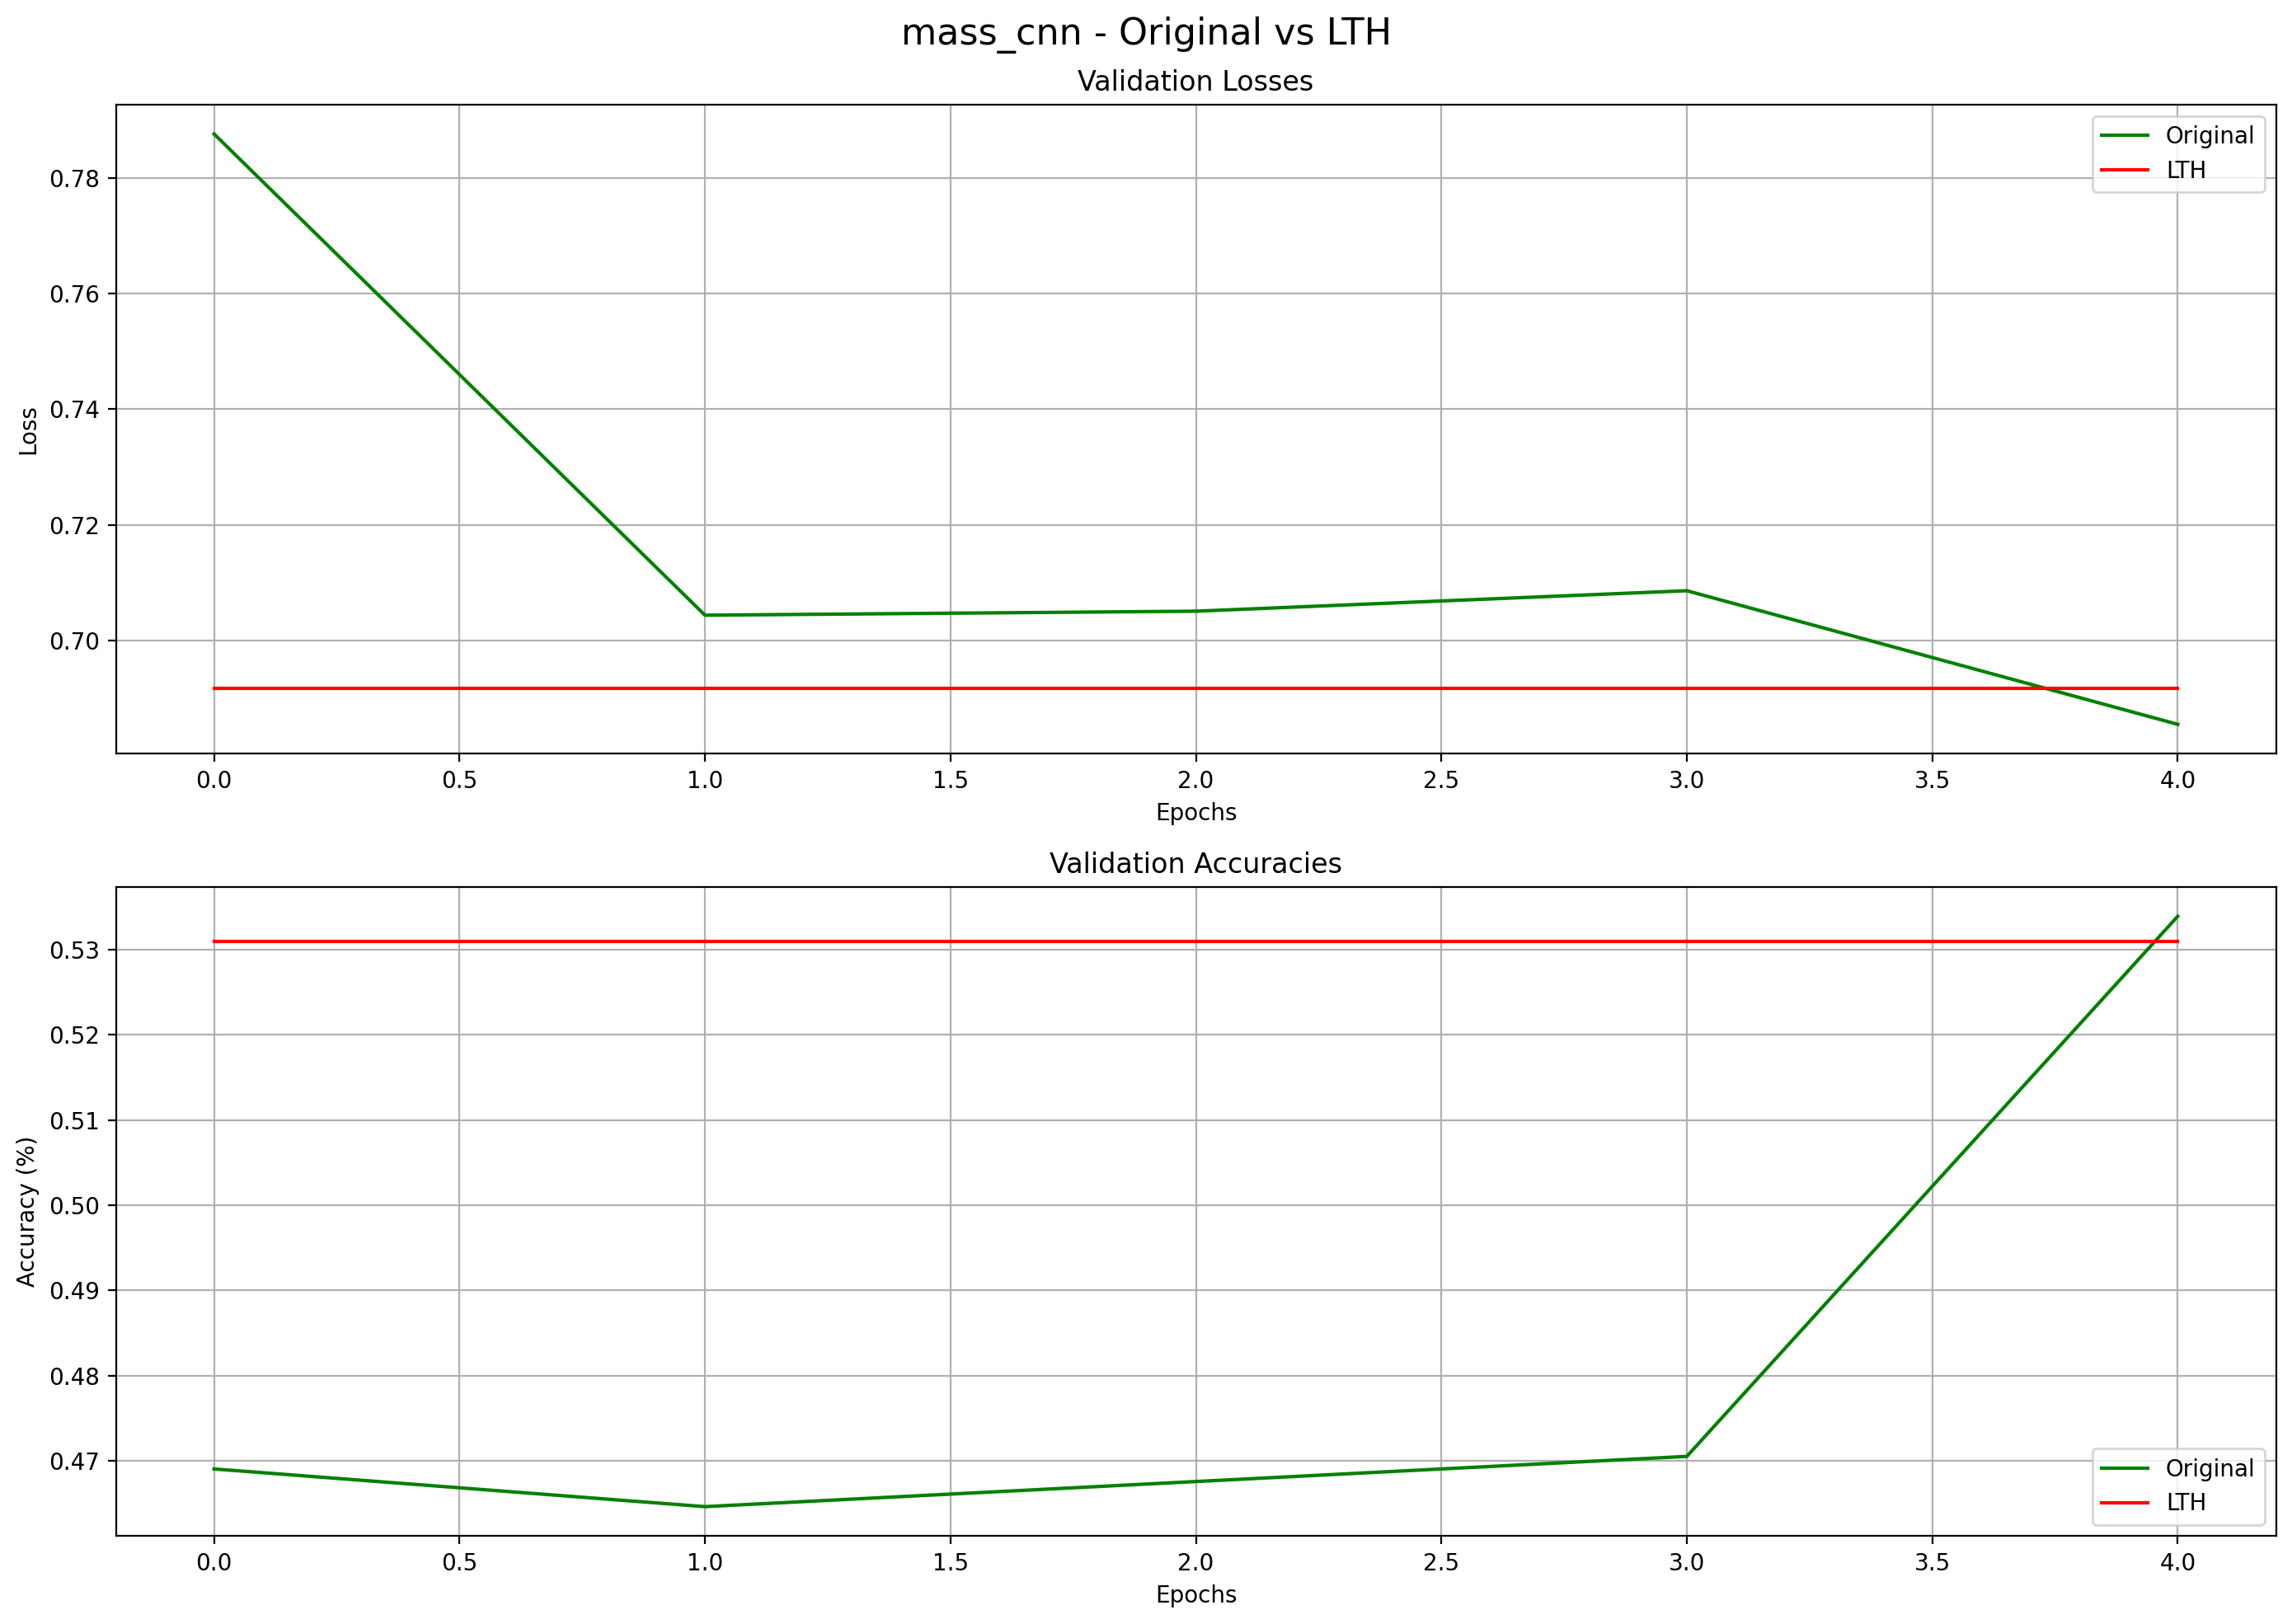 mass_cnn - Original vs LTH
Validation Losses
Original
LTH
0.78
0.76
0.74
0.72
0.70
Loss
0.0 0.5 1.0 1.5 2.0 2.5 3.0 3.5 4.0
Epochs
Validation Accuracies
0.53
0.52
0.51
0.50
0.49
0.48
0.47
Accuracy (%)
Original
LTH
0.0 0.5 1.0 1.5 2.0 2.5 3.0 3.5 4.0
Epochs